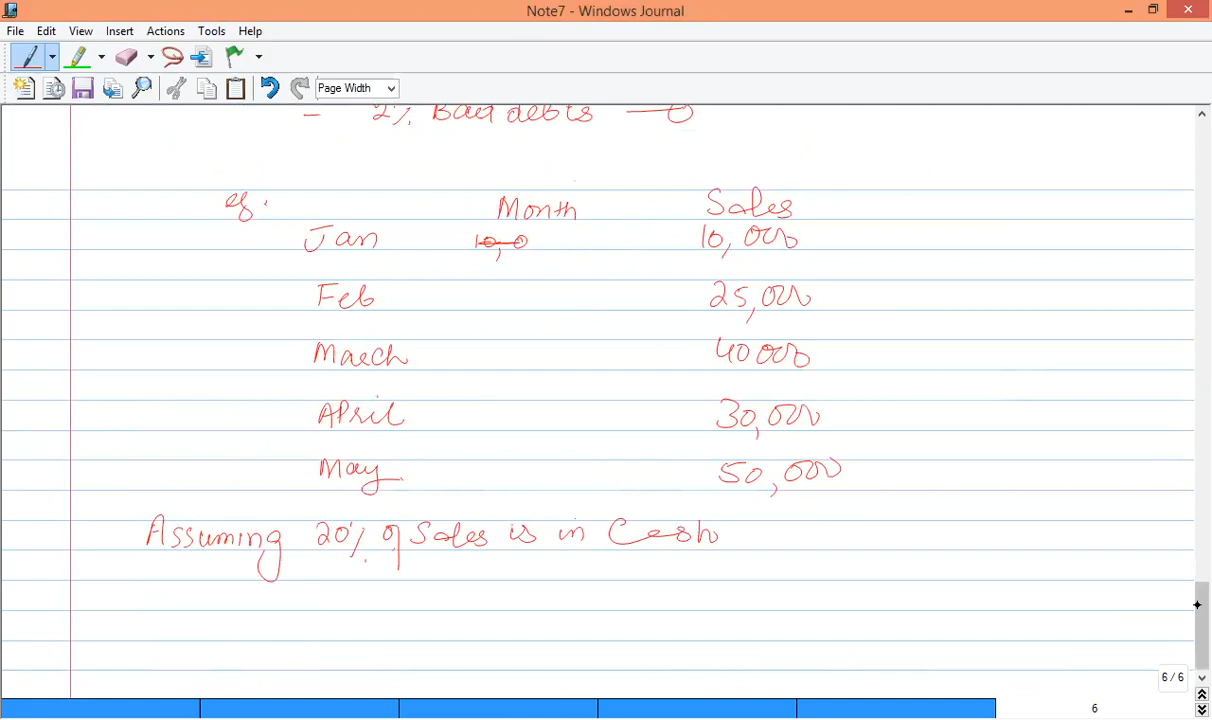 Note7 - Windows Journal
File Edit View Insert Actions Tools Help
Page Width
- 2% Bad debts — 0
eg. Month Sales
Jan 10,0 10,000
Feb 25,000
March 40000
April 30,000
May 50,000
Assuming 20% of Sales is in Cash
6 / 6
6